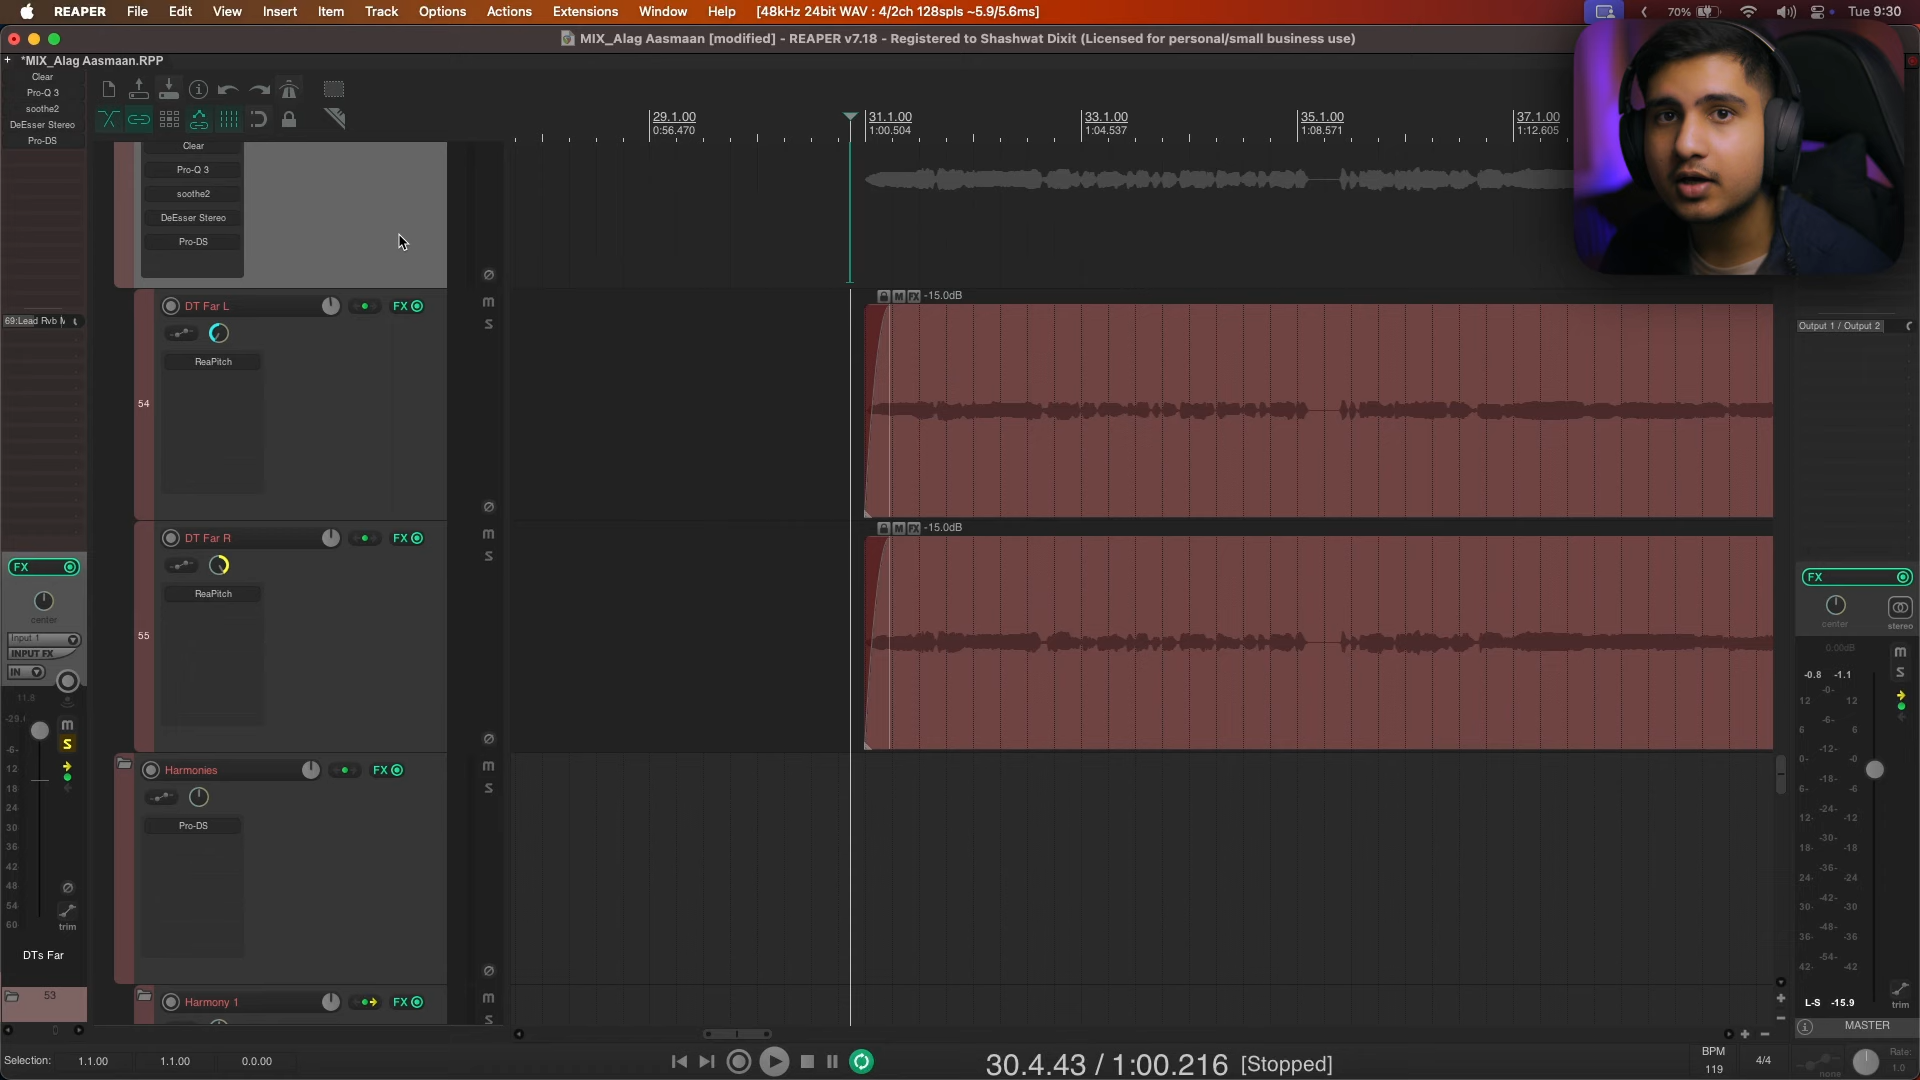 REAPER File Edit View Insert Item Track Options Actions Extensions Window Help [48kHz 24bit WAV : 4/2ch 128spls ~5.9/5.6ms] 70% Tue 9:30
MIX_Alag Aasmaan [modified] - REAPER v7.18 - Registered to Shashwat Dixit (Licensed for personal/small business use)
+ *MIX_Alag Aasmaan.RPP
Clear
Pro-Q 3
soothe2
DeEsser Stereo
Pro-DS
29.1.00 31.1.00 33.1.00 35.1.00 37.1.00
0:56.470 1:00.504 1:04.537 1:08.571 1:12.605
Clear
Pro-Q 3
soothe2
DeEsser Stereo
Pro-DS
DT Far L FX m S -15.0dB
ReaPitch
54
69:Lead Rvb
Output 1 / Output 2
DT Far R FX m S -15.0dB
ReaPitch
55
Harmonies FX m S
Pro-DS
Harmony 1 FX m S
FX
center
Input 1
INPUT FX
IN
11.8
m
S
-6-
12
18
24
30
36
42
48
54
60
trim
DTs Far
53
FX
center stereo
0.00dB
m
S
-0.8 -1.1
12 -0- 12
6 -6- 6
0- -12- -0
6- -18- -6
12- -24- -12
18- -30- -18
24- -36- -24
30- -42- -30
36- -48- -36
42- -54- -42
L-S -15.9 trim
MASTER
Selection: 1.1.00 1.1.00 0.0.00
30.4.43 / 1:00.216 [Stopped]
BPM
119
4/4
none
Rate:
1.0